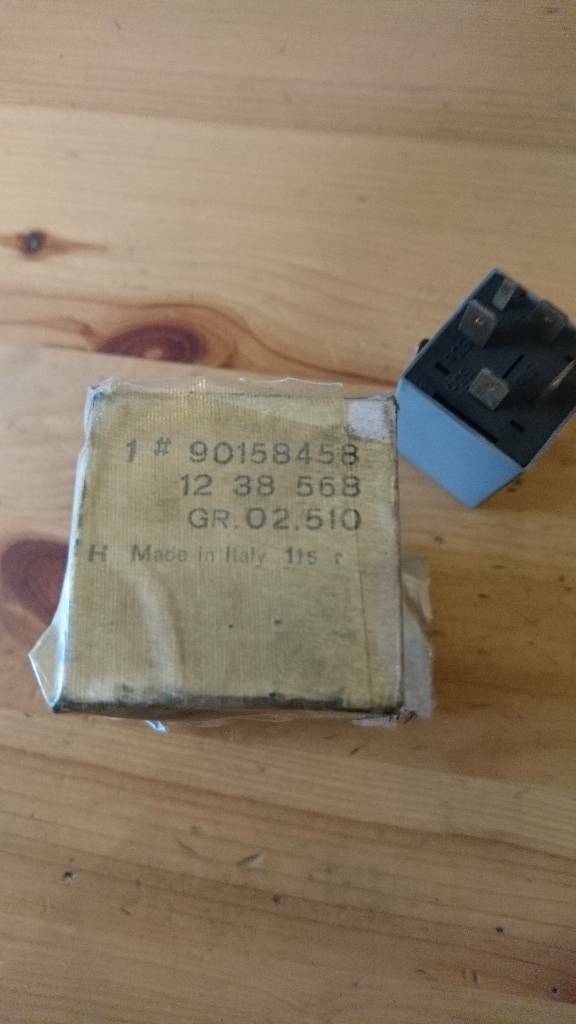 1 # 90158458
12 38 568
GR. 02.510
H Made in Italy 115 r